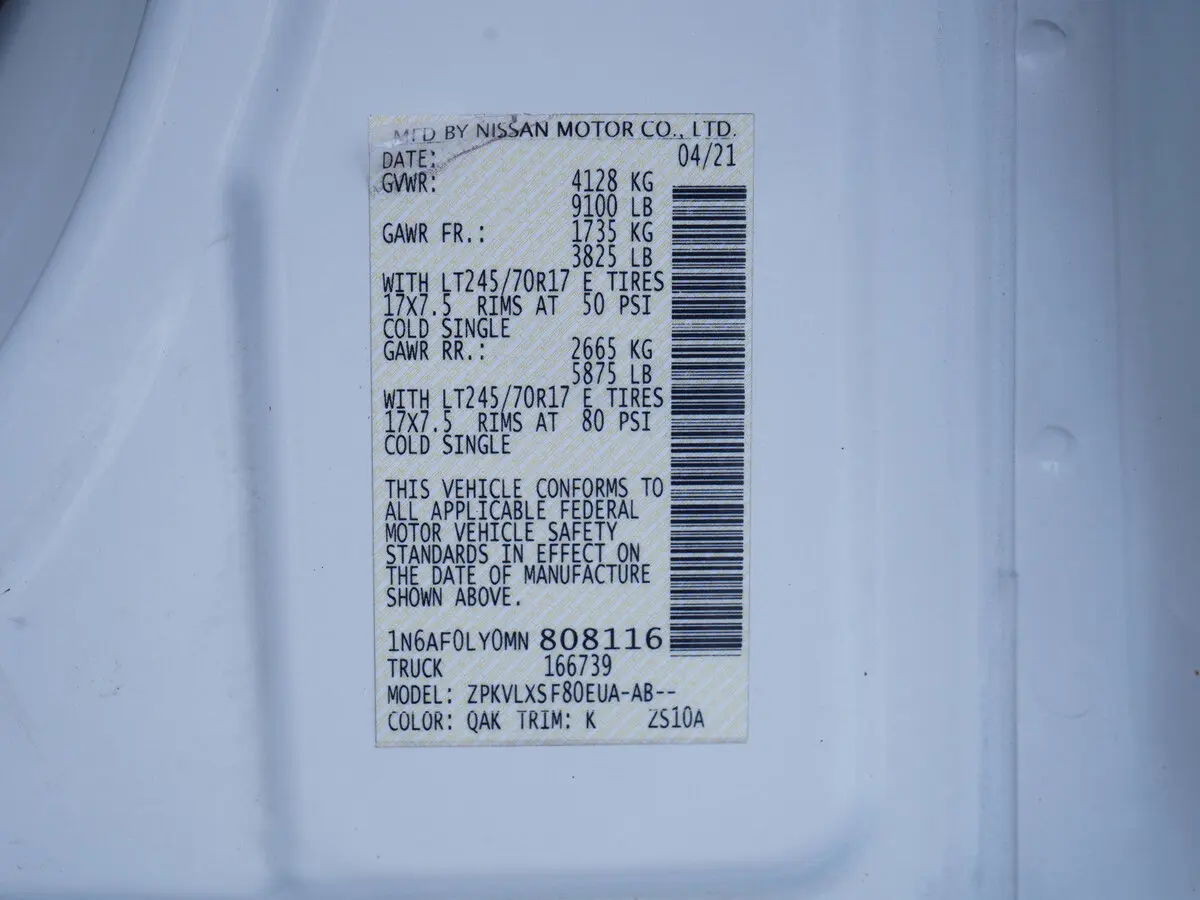 MFD BY NISSAN MOTOR CO., LTD.
DATE: 04/21
GVWR: 4128 KG
9100 LB
GAWR FR.: 1735 KG
3825 LB
WITH LT245/70R17 E TIRES
17X7.5 RIMS AT 50 PSI
COLD SINGLE
GAWR RR.: 2665 KG
5875 LB
WITH LT245/70R17 E TIRES
17X7.5 RIMS AT 80 PSI
COLD SINGLE
THIS VEHICLE CONFORMS TO
ALL APPLICABLE FEDERAL
MOTOR VEHICLE SAFETY
STANDARDS IN EFFECT ON
THE DATE OF MANUFACTURE
SHOWN ABOVE.
1N6AF0LY0MN 808116
TRUCK 166739
MODEL: ZPKVLXSF80EUA-AB--
COLOR: QAK TRIM: K ZS10A